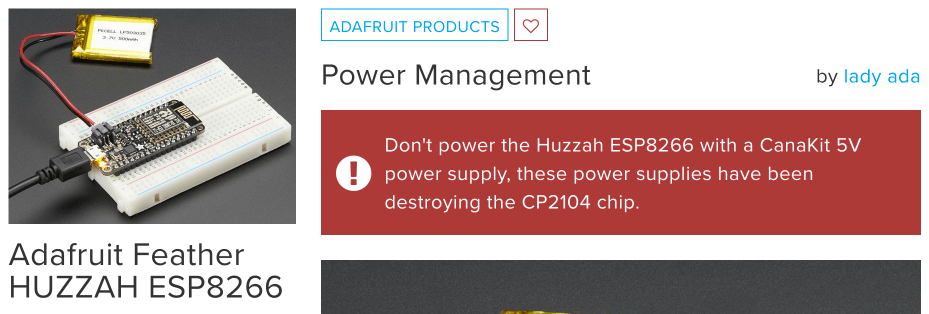 PKCELL LP503035
3.7V 500mAh
Adafruit Feather
HUZZAH ESP8266
ADAFRUIT PRODUCTS
Power Management
by lady ada
Don't power the Huzzah ESP8266 with a CanaKit 5V
power supply, these power supplies have been
destroying the CP2104 chip.